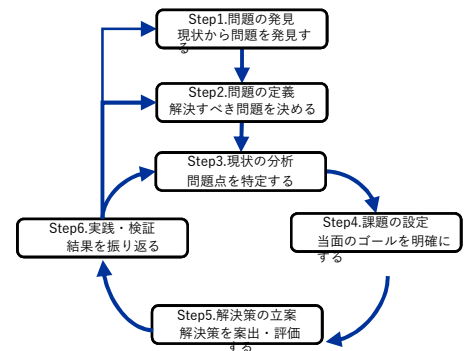 Step1.問題の発見
現状から問題を発見す
る
Step2.問題の定義
解決すべき問題を決める
Step3.現状の分析
問題点を特定する
Step4.課題の設定
当面のゴールを明確に
する
Step6.実践・検証
結果を振り返る
Step5.解決策の立案
解決策を案出・評価
する